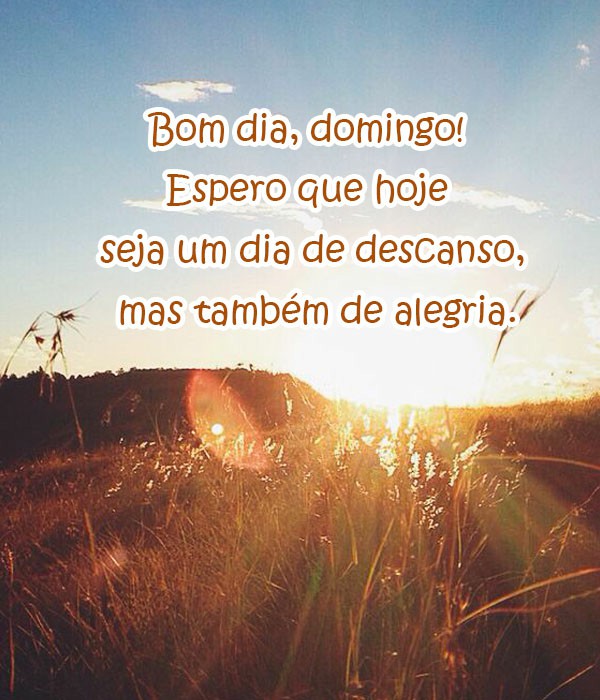 Bom dia, domingo!
Espero que hoje
seja um dia de descanso,
mas também de alegria.